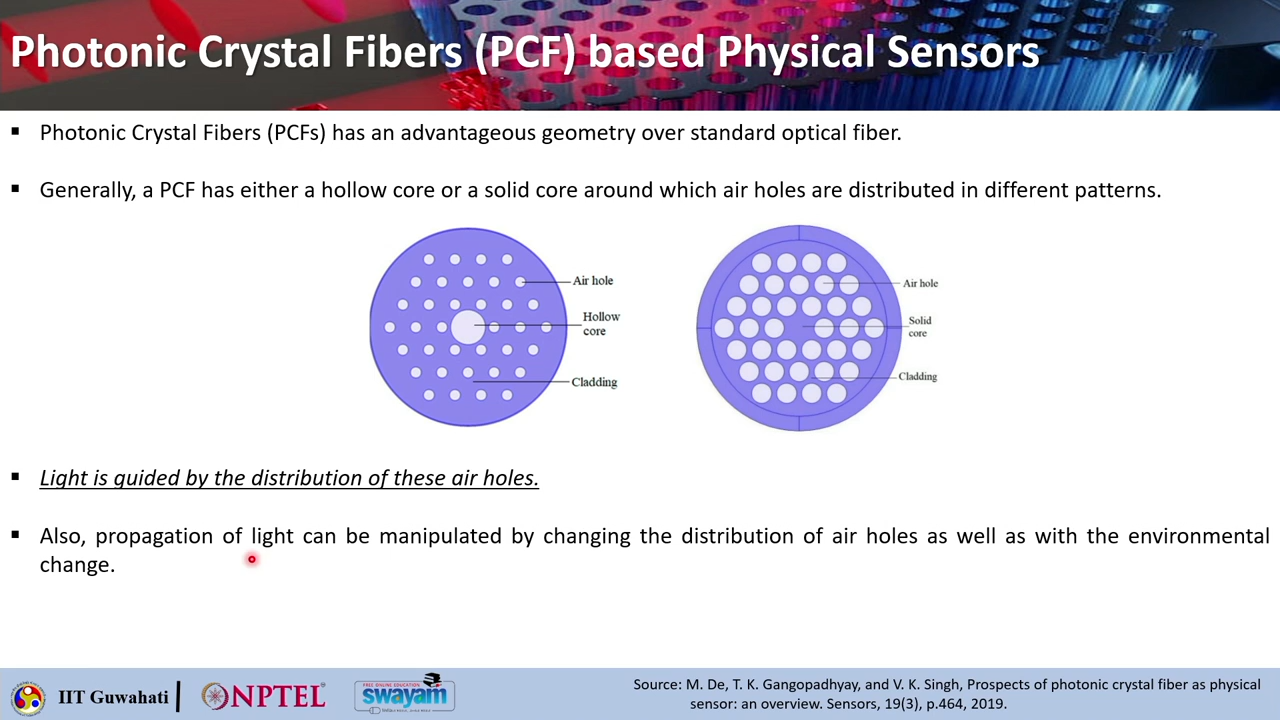 Photonic Crystal Fibers (PCF) based Physical Sensors
▪ Photonic Crystal Fibers (PCFs) has an advantageous geometry over standard optical fiber.
▪ Generally, a PCF has either a hollow core or a solid core around which air holes are distributed in different patterns.
Air hole
Hollow
core
Cladding
Air hole
Solid
core
Cladding
▪ Light is guided by the distribution of these air holes.
▪ Also, propagation of light can be manipulated by changing the distribution of air holes as well as with the environmental
change.
IIT Guwahati
NPTEL
FREE ONLINE EDUCATION
swayam
Source: M. De, T. K. Gangopadhyay, and V. K. Singh, Prospects of photonic crystal fiber as physical
sensor: an overview. Sensors, 19(3), p.464, 2019.